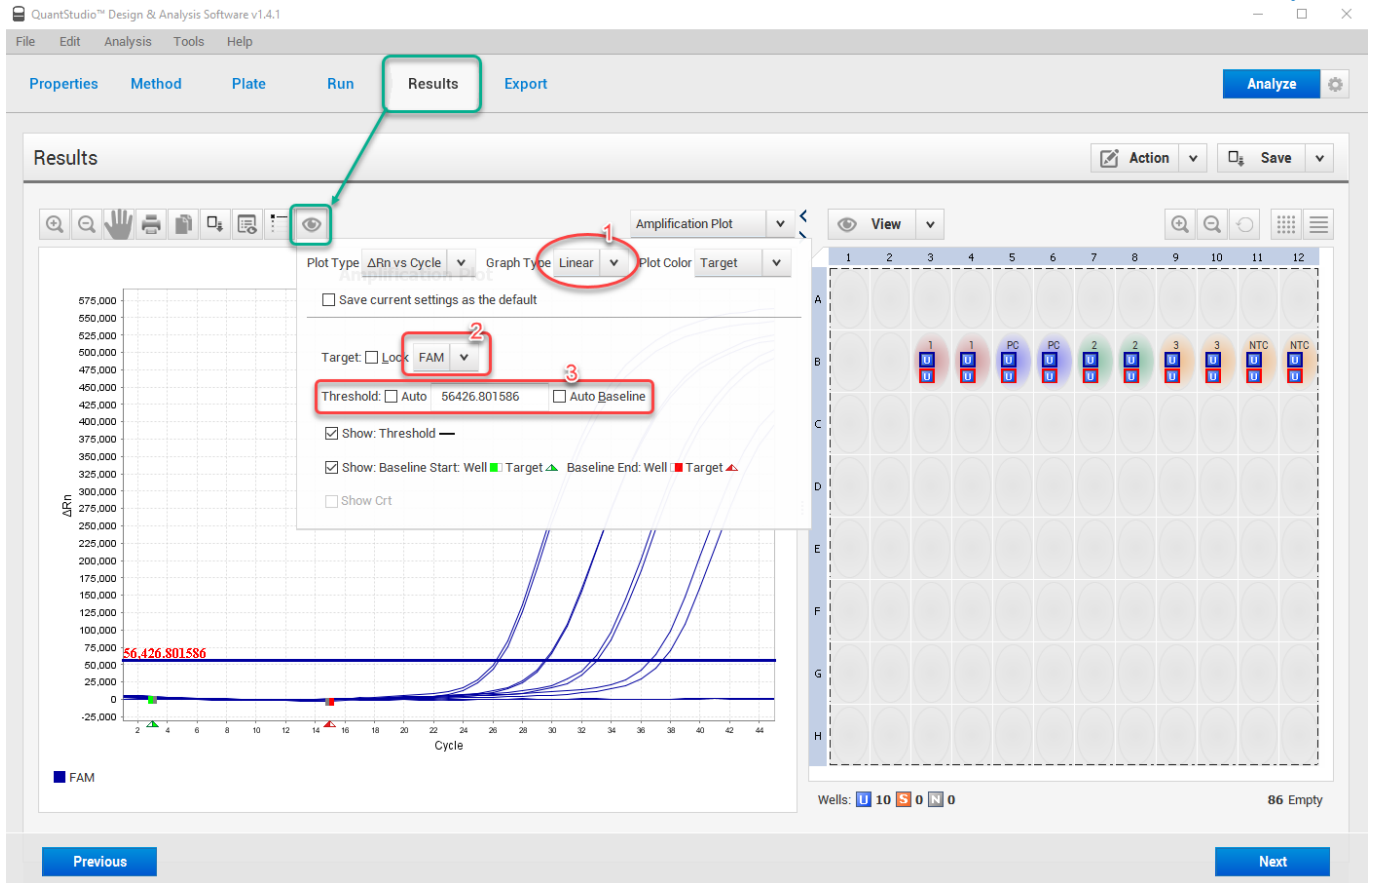 QuantStudio™ Design & Analysis Software v1.4.1
File Edit Analysis Tools Help
Properties Method Plate Run Results Export Analyze
Results Action Save
Amplification Plot View
1
Plot Type ΔRn vs Cycle Graph Type Linear Plot Color Target
Amplification Plot
Save current settings as the default
2
Target: Lock FAM
3
Threshold: Auto 56426.801586 Auto Baseline
Show: Threshold
Show: Baseline Start: Well Target Baseline End: Well Target
Show Crt
575,000
550,000
525,000
500,000
475,000
450,000
425,000
400,000
375,000
350,000
325,000
300,000
275,000
250,000
225,000
200,000
175,000
150,000
125,000
100,000
75,000
50,000
25,000
0
-25,000
ΔRn
56,426.801586
2 4 6 8 10 12 14 16 18 20 22 24 26 28 30 32 34 36 38 40 42 44
Cycle
FAM
1 2 3 4 5 6 7 8 9 10 11 12
A
B
1 1 PC PC 2 2 3 3 NTC NTC
U U U U U U U U U U
U U U U U U U U U U
C
D
E
F
G
H
Wells: U 10 S 0 N 0 86 Empty
Previous Next